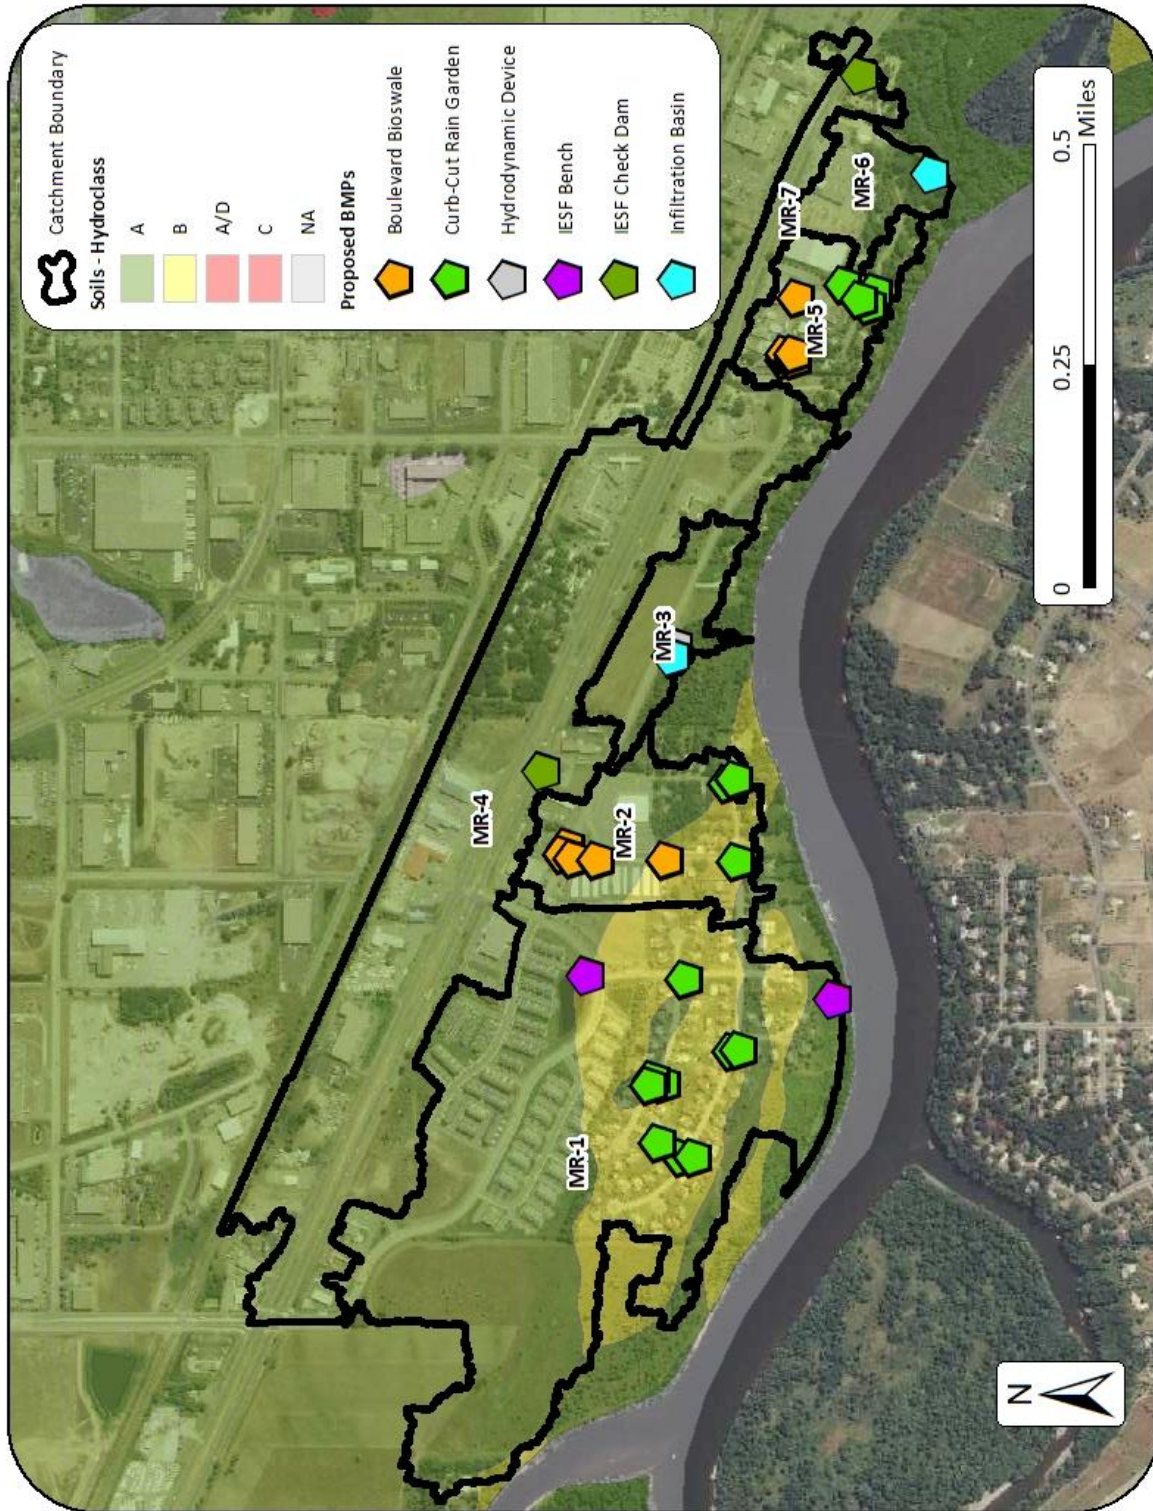 Catchment Boundary
Soils - Hydroclass
A
B
A/D
C
NA
Proposed BMPs
Boulevard Bioswale
Curb-Cut Rain Garden
Hydrodynamic Device
IESF Bench
IESF Check Dam
Infiltration Basin
MR-1
MR-2
MR-3
MR-4
MR-5
MR-6
MR-7
N
0
0.25
0.5
Miles